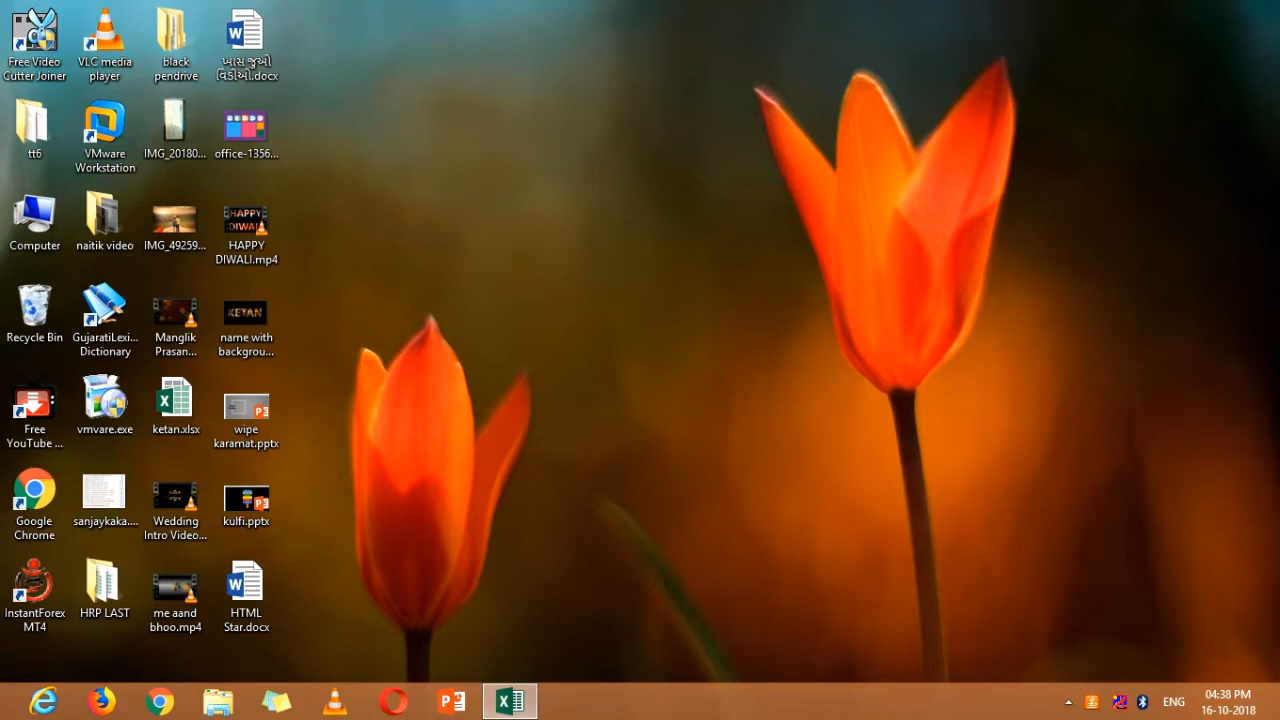 Free Video
Cutter Joiner
VLC media
player
black
pendrive
ખાસ જુઓ
વિડીઓ.docx
tt6
VMware
Workstation
IMG_20180...
office-1356...
Computer
naitik video
IMG_49259...
HAPPY
DIWALI
HAPPY
DIWALI.mp4
Recycle Bin
GujaratiLexi...
Dictionary
Manglik
Prasan...
KETAN
name with
backgrou...
Free
YouTube ...
vmvare.exe
ketan.xlsx
wipe
karamat.pptx
Google
Chrome
sanjaykaka....
Wedding
Intro Video...
kulfi.pptx
InstantForex
MT4
HRP LAST
me aand
bhoo.mp4
HTML
Star.docx
ENG
04:38 PM
16-10-2018